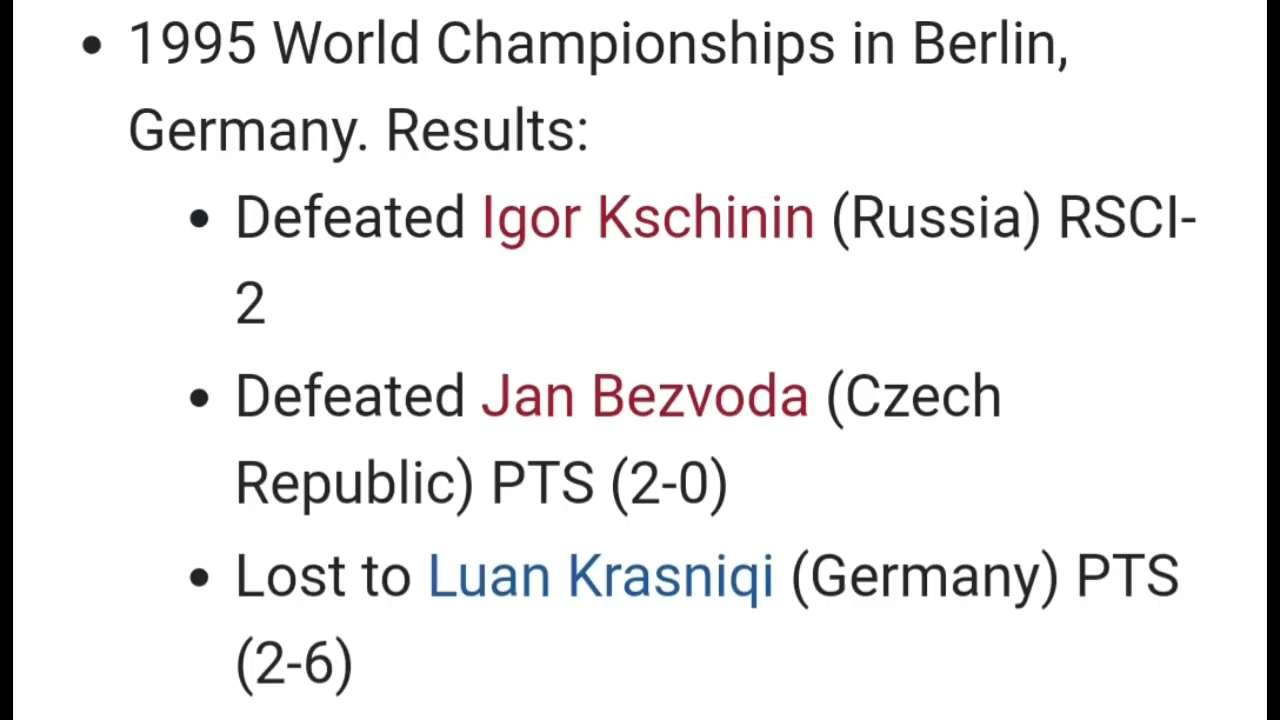 1995 World Championships in Berlin,
Germany. Results:
Defeated Igor Kschinin (Russia) RSCI-
2
Defeated Jan Bezvoda (Czech
Republic) PTS (2-0)
Lost to Luan Krasniqi (Germany) PTS
(2-6)